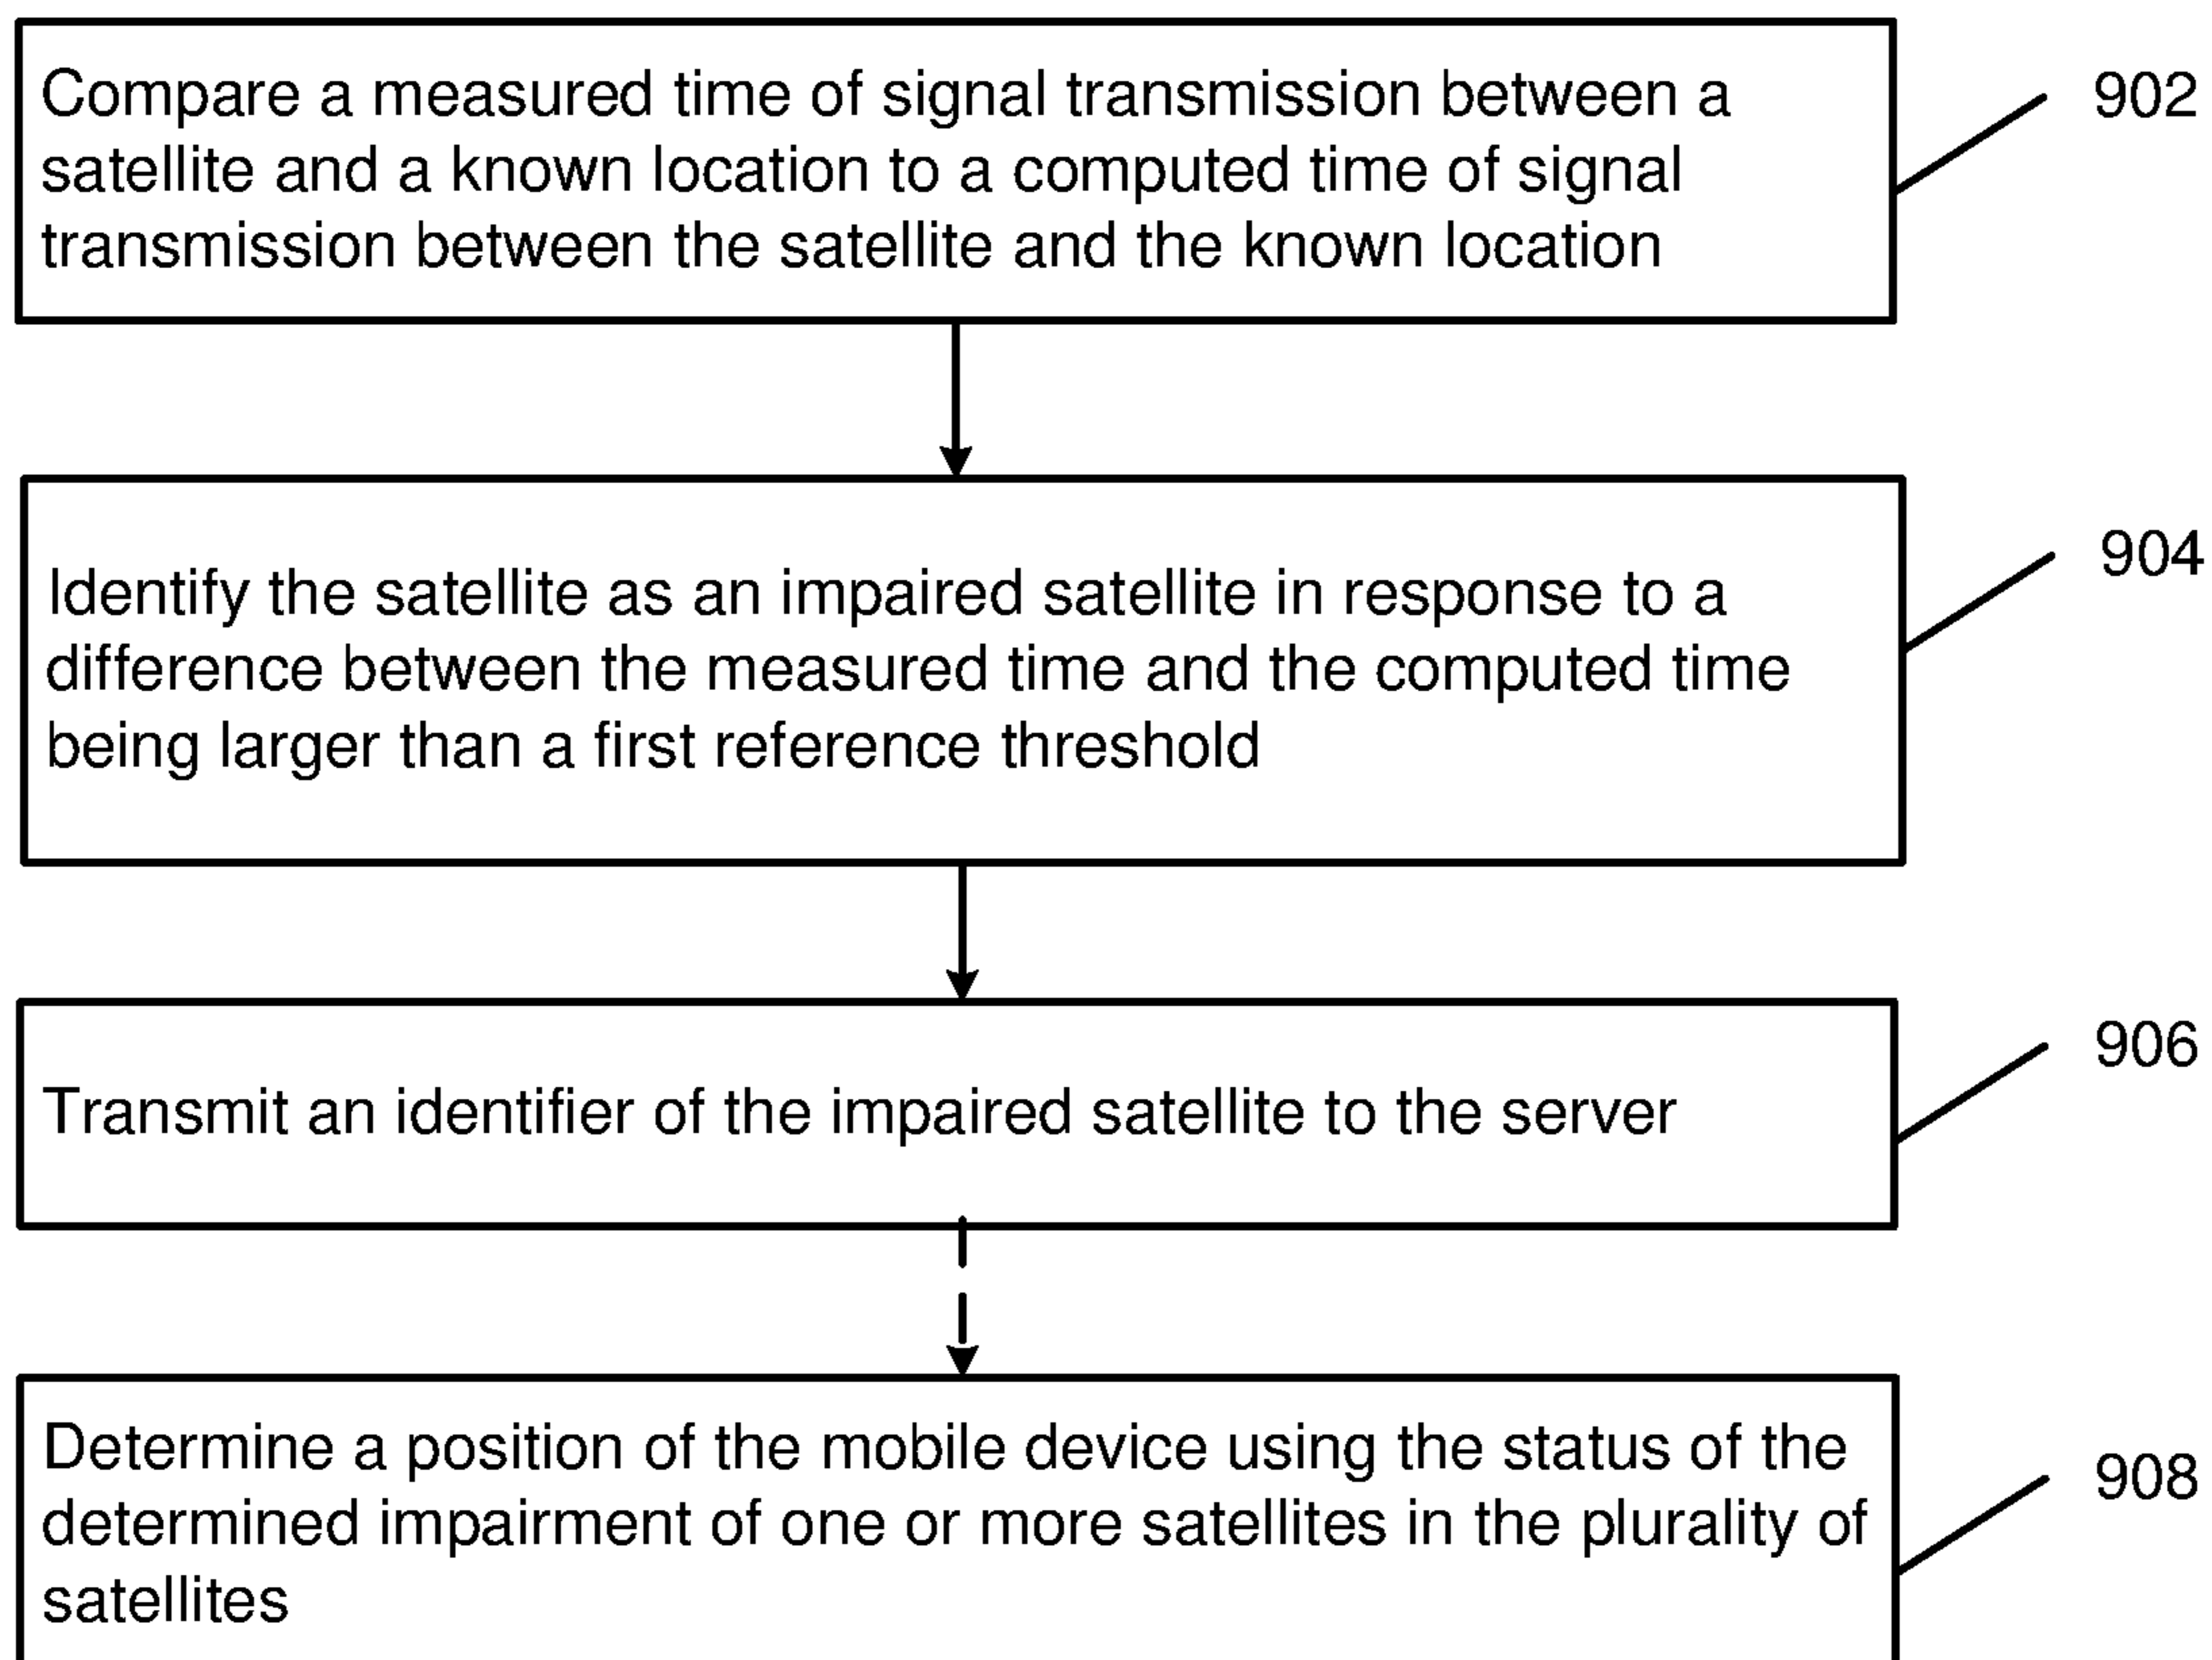 Compare a measured time of signal transmission between a
satellite and a known location to a computed time of signal
transmission between the satellite and the known location
902
Identify the satellite as an impaired satellite in response to a
difference between the measured time and the computed time
being larger than a first reference threshold
904
Transmit an identifier of the impaired satellite to the server
906
Determine a position of the mobile device using the status of the
determined impairment of one or more satellites in the plurality of
satellites
908